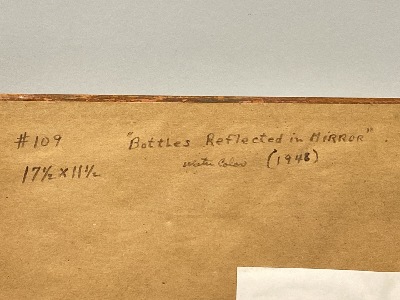 #109 "Bottles Reflected in MIRROR".
Water Color (1948)
17½ x 11½